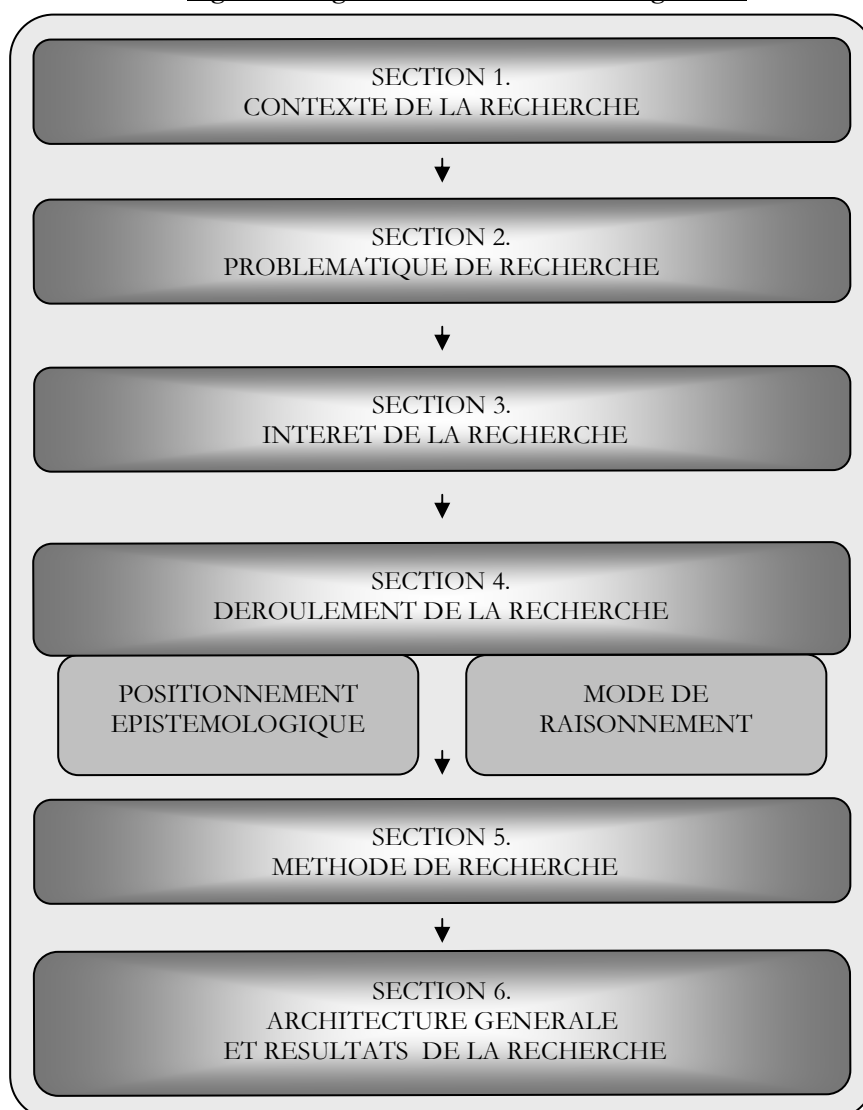 SECTION 1.
CONTEXTE DE LA RECHERCHE
SECTION 2.
PROBLEMATIQUE DE RECHERCHE
SECTION 3.
INTERET DE LA RECHERCHE
SECTION 4.
DEROULEMENT DE LA RECHERCHE
POSITIONNEMENT
EPISTEMOLOGIQUE
MODE DE
RAISONNEMENT
SECTION 5.
METHODE DE RECHERCHE
SECTION 6.
ARCHITECTURE GENERALE
ET RESULTATS DE LA RECHERCHE